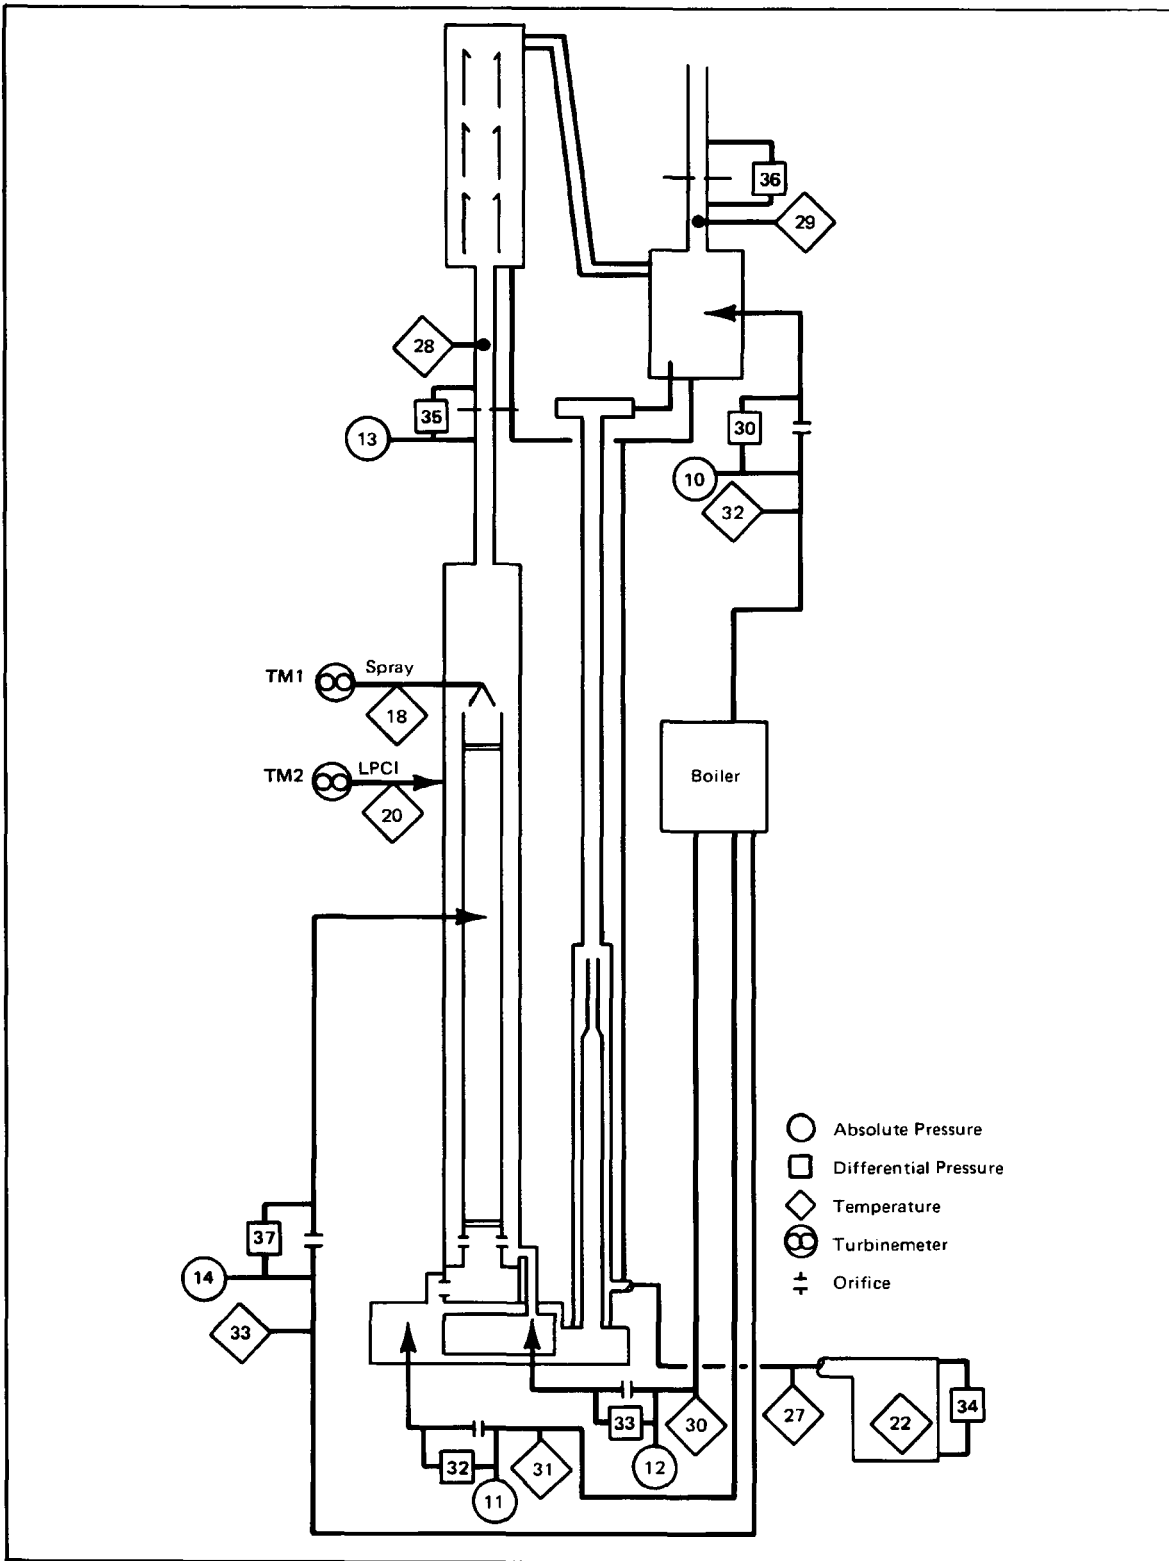 36
29
28
35
13
30
10
32
TM1
Spray
18
TM2
LPCI
20
Boiler
Absolute Pressure
Differential Pressure
Temperature
Turbinemeter
Orifice
37
14
33
33
30
27
22
34
32
31
12
11